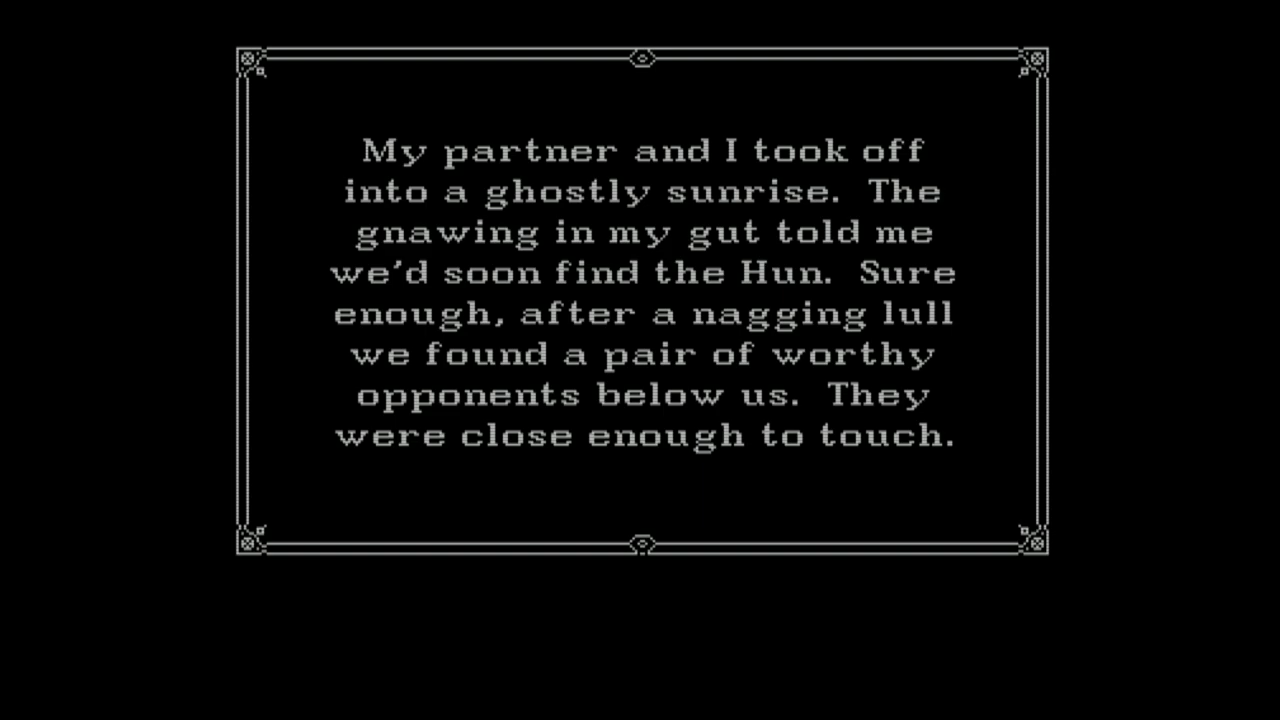 My partner and I took off
into a ghostly sunrise.  The
gnawing in my gut told me
we'd soon find the Hun.  Sure
enough, after a nagging lull
we found a pair of worthy
opponents below us.  They
were close enough to touch.